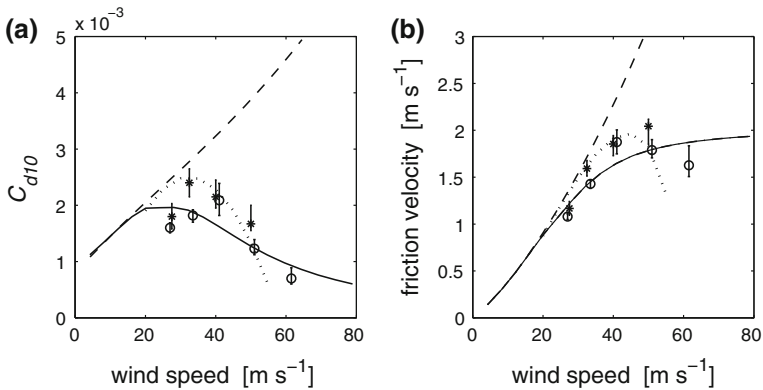 (a)
× 10⁻³
5
4
3
2
1
0
C_d10
0 20 40 60 80
wind speed [m s⁻¹]
(b)
3
2.5
2
1.5
1
0.5
0
friction velocity [m s⁻¹]
0 20 40 60 80
wind speed [m s⁻¹]